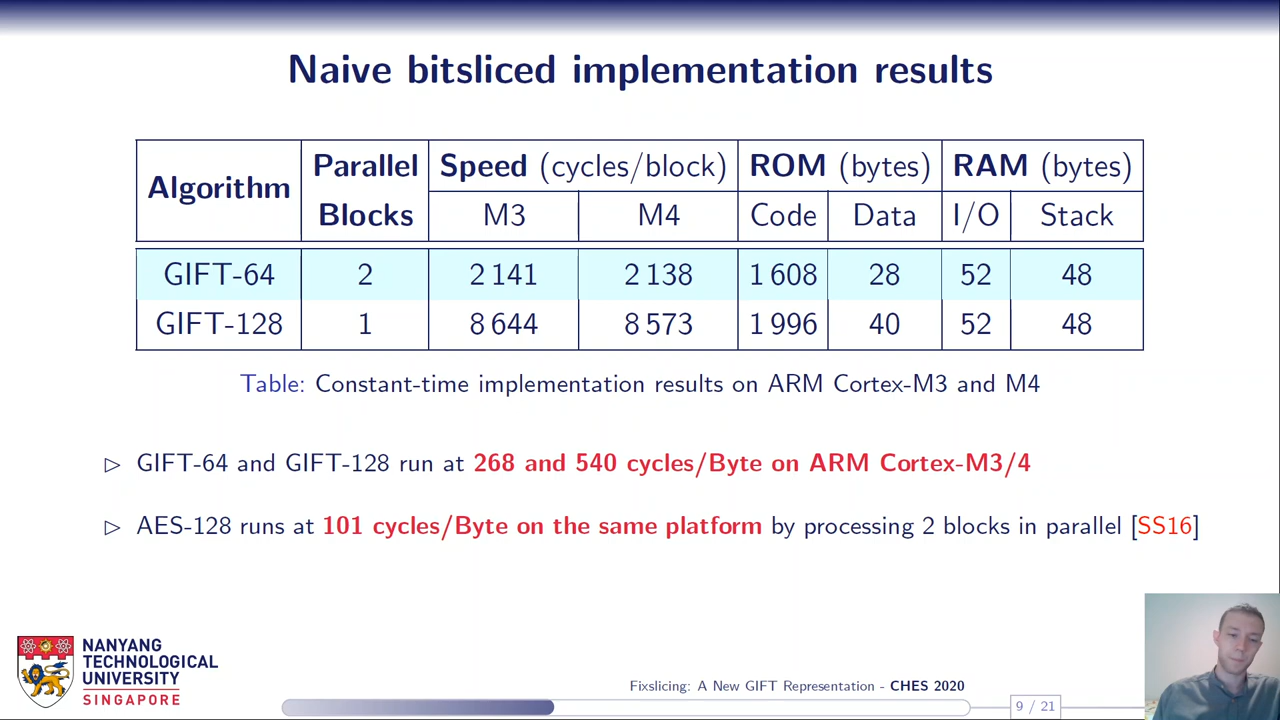 Naive bitsliced implementation results
Algorithm Parallel Blocks Speed (cycles/block) ROM (bytes) RAM (bytes)
M3 M4 Code Data I/O Stack
GIFT-64 2 2 141 2 138 1 608 28 52 48
GIFT-128 1 8 644 8 573 1 996 40 52 48
Table: Constant-time implementation results on ARM Cortex-M3 and M4
▷ GIFT-64 and GIFT-128 run at 268 and 540 cycles/Byte on ARM Cortex-M3/4
▷ AES-128 runs at 101 cycles/Byte on the same platform by processing 2 blocks in parallel [SS16]
NANYANG
TECHNOLOGICAL
UNIVERSITY
SINGAPORE
Fixslicing: A New GIFT Representation - CHES 2020
9 / 21